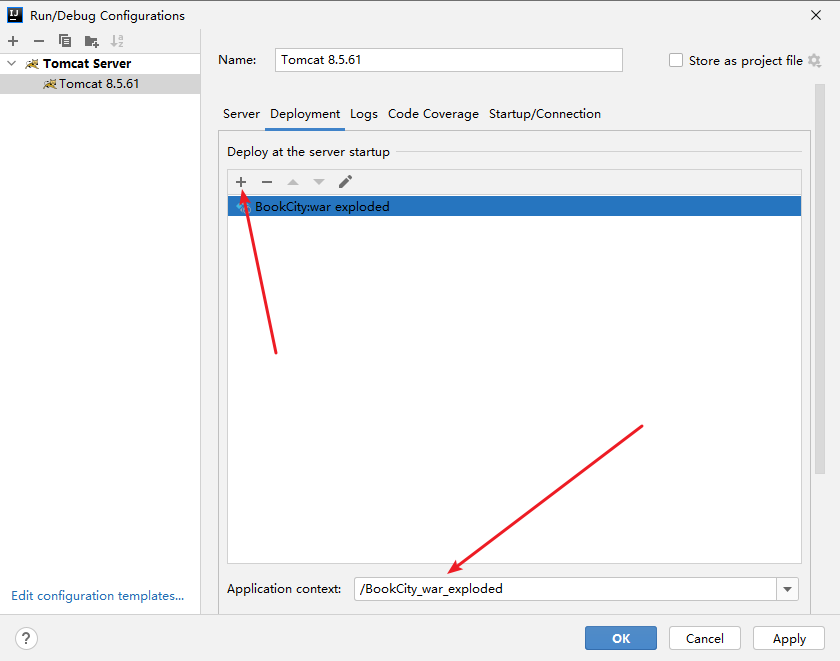 Run/Debug Configurations
Tomcat Server
Tomcat 8.5.61
Edit configuration templates...
Name: Tomcat 8.5.61
Store as project file
Server Deployment Logs Code Coverage Startup/Connection
Deploy at the server startup
BookCity:war exploded
Application context: /BookCity_war_exploded
? OK Cancel Apply